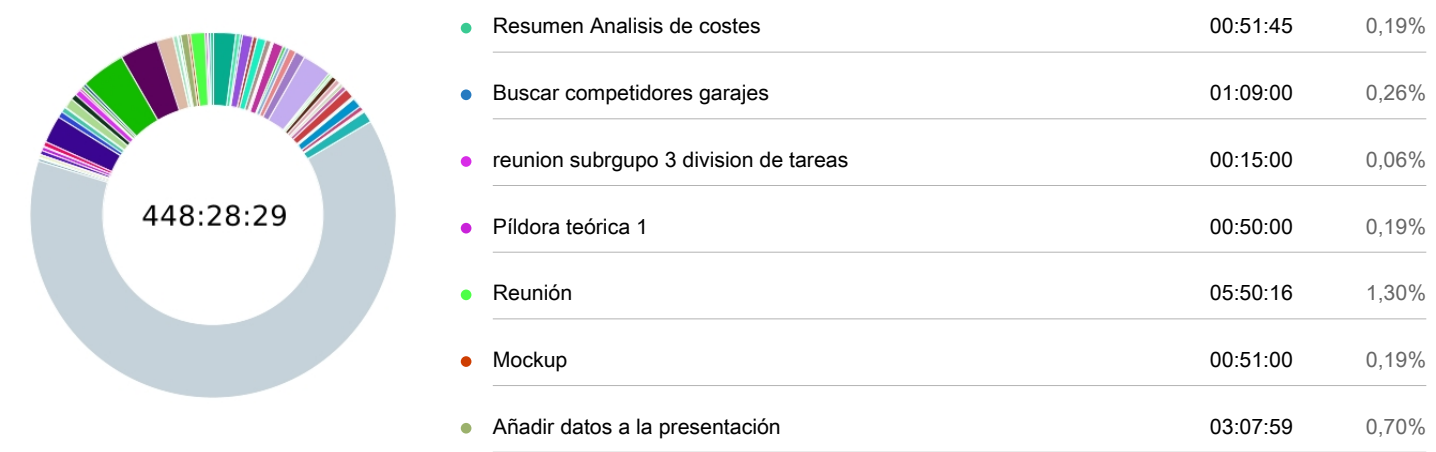 448:28:29
Resumen Analisis de costes 00:51:45 0,19%
Buscar competidores garajes 01:09:00 0,26%
reunion subrgupo 3 division de tareas 00:15:00 0,06%
Píldora teórica 1 00:50:00 0,19%
Reunión 05:50:16 1,30%
Mockup 00:51:00 0,19%
Añadir datos a la presentación 03:07:59 0,70%